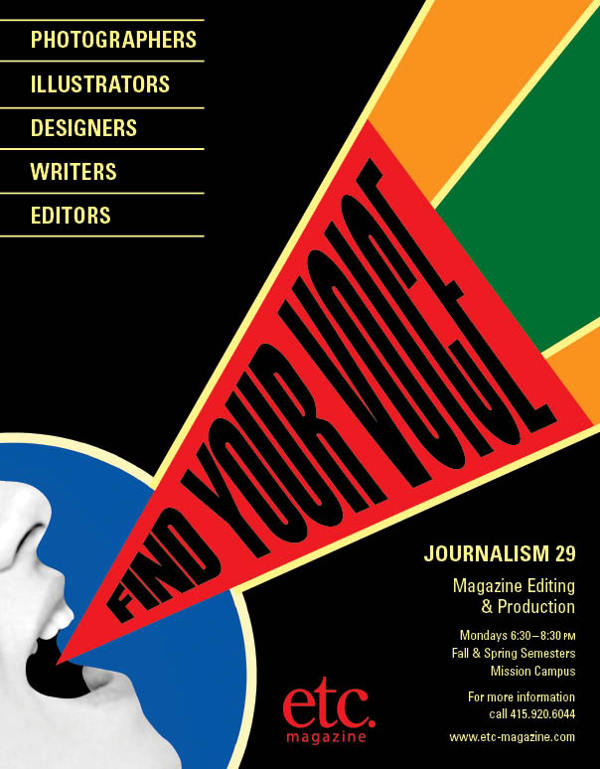 PHOTOGRAPHERS
ILLUSTRATORS
DESIGNERS
WRITERS
EDITORS
FIND YOUR VOICE
JOURNALISM 29
Magazine Editing
& Production
Mondays 6:30–8:30 PM
Fall & Spring Semesters
Mission Campus
For more information
call 415.920.6044
www.etc-magazine.com
etc.
magazine